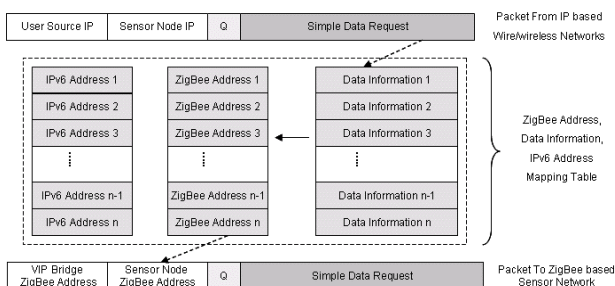 User Source IP Sensor Node IP Q Simple Data Request
Packet From IP based
Wire/wireless Networks
IPv6 Address 1 ZigBee Address 1 Data Information 1
IPv6 Address 2 ZigBee Address 2 Data Information 2
IPv6 Address 3 ZigBee Address 3 Data Information 3
IPv6 Address n-1 ZigBee Address n-1 Data Information n-1
IPv6 Address n ZigBee Address n Data Information n
ZigBee Address,
Data Information,
IPv6 Address
Mapping Table
VIP Bridge
ZigBee Address
Sensor Node
ZigBee Address
Q
Simple Data Request
Packet To ZigBee based
Sensor Network